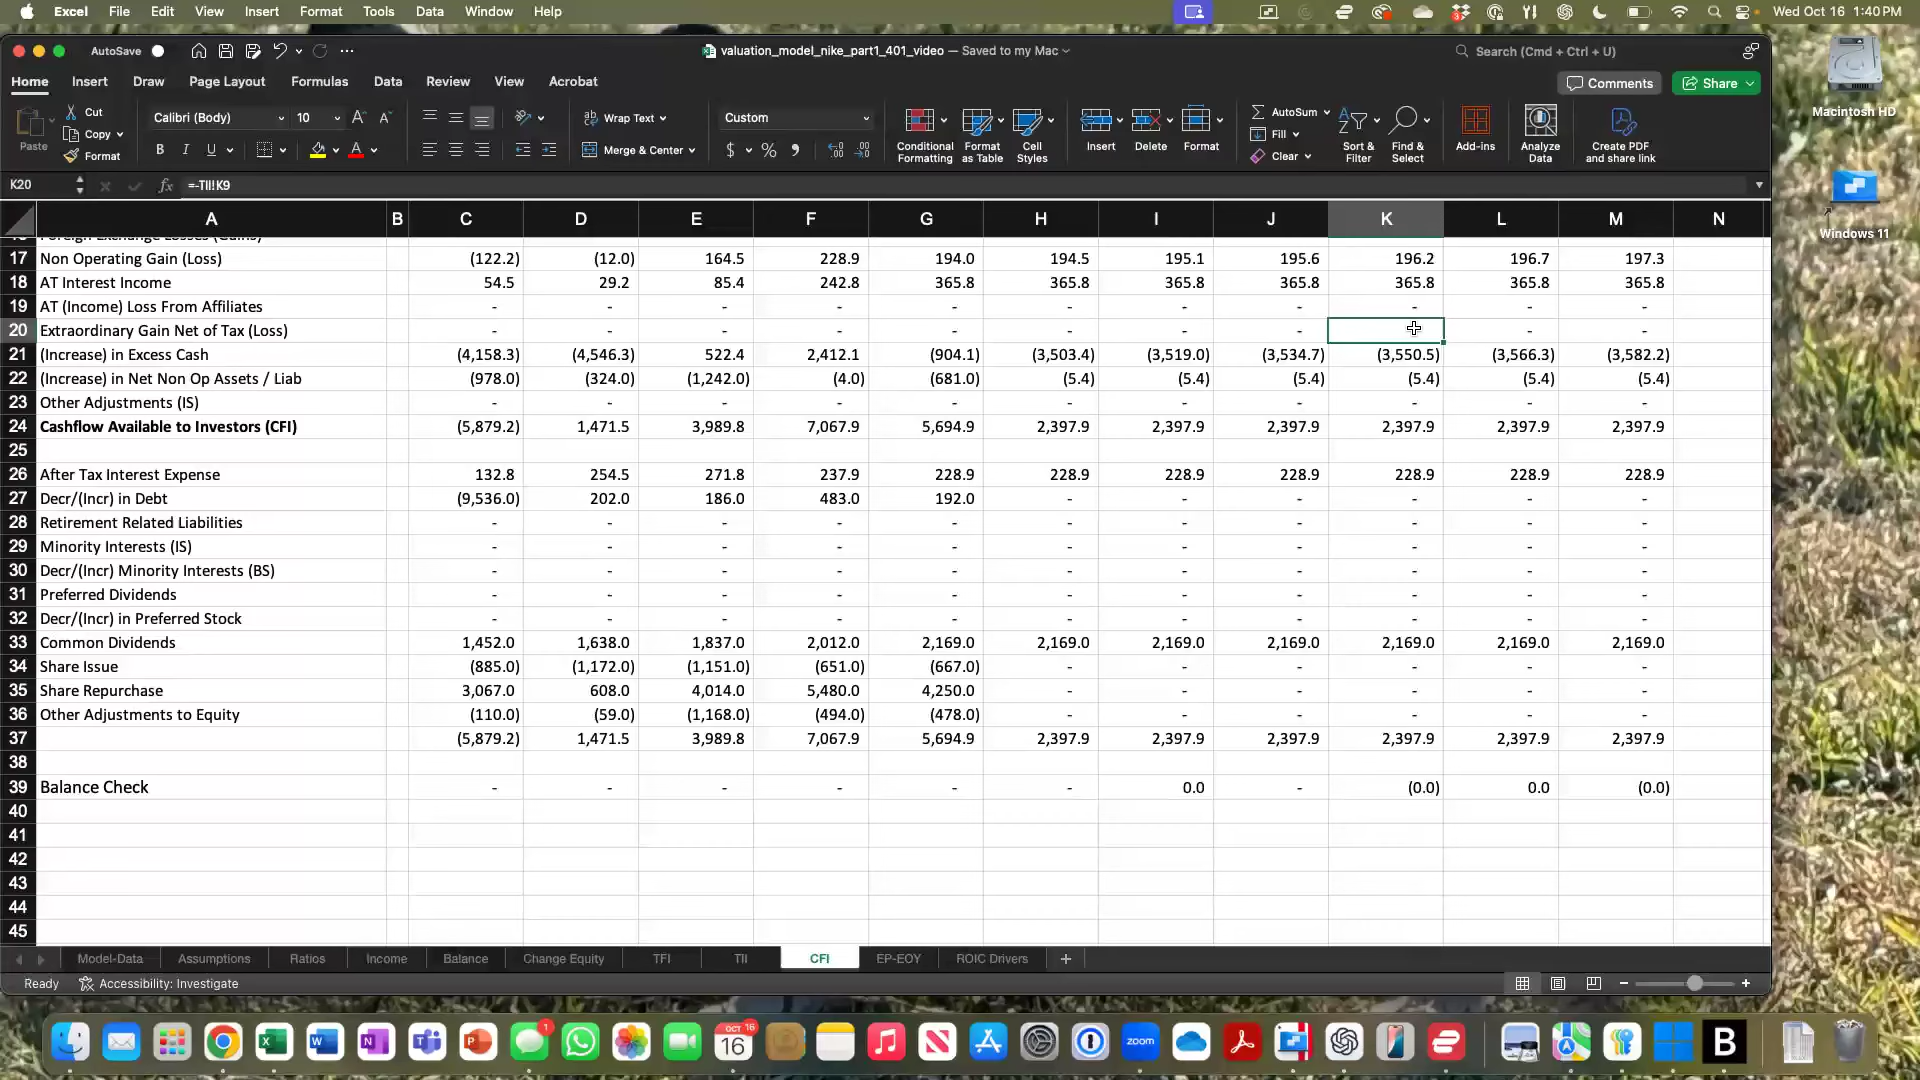 Excel File Edit View Insert Format Tools Data Window Help Wed Oct 16 1:40 PM
AutoSave valuation_model_nike_part1_401_video — Saved to my Mac Search (Cmd + Ctrl + U)
Home Insert Draw Page Layout Formulas Data Review View Automate Acrobat Comments Share
Paste Cut Copy Format
Calibri (Body) 10 A A
B I U A
Wrap Text
Merge & Center
Custom
$ % 9
Conditional Formatting
Format as Table
Cell Styles
Insert Delete Format
AutoSum Fill Clear
Sort & Filter
Find & Select
Add-ins
Analyze Data
Create PDF and share link
Macintosh HD
Windows 11
K20 fx =-TII!K9
A B C D E F G H I J K L M N
17 Non Operating Gain (Loss) (122.2) (12.0) 164.5 228.9 194.0 194.5 195.1 195.6 196.2 196.7 197.3
18 AT Interest Income 54.5 29.2 85.4 242.8 365.8 365.8 365.8 365.8 365.8 365.8 365.8
19 AT (Income) Loss From Affiliates - - - - - - - - - - -
20 Extraordinary Gain Net of Tax (Loss) - - - - - - - - - -
21 (Increase) in Excess Cash (4,158.3) (4,546.3) 522.4 2,412.1 (904.1) (3,503.4) (3,519.0) (3,534.7) (3,550.5) (3,566.3) (3,582.2)
22 (Increase) in Net Non Op Assets / Liab (978.0) (324.0) (1,242.0) (4.0) (681.0) (5.4) (5.4) (5.4) (5.4) (5.4) (5.4)
23 Other Adjustments (IS) - - - - - - - - - - -
24 Cashflow Available to Investors (CFI) (5,879.2) 1,471.5 3,989.8 7,067.9 5,694.9 2,397.9 2,397.9 2,397.9 2,397.9 2,397.9 2,397.9
25
26 After Tax Interest Expense 132.8 254.5 271.8 237.9 228.9 228.9 228.9 228.9 228.9 228.9 228.9
27 Decr/(Incr) in Debt (9,536.0) 202.0 186.0 483.0 192.0 - - - - - -
28 Retirement Related Liabilities - - - - - - - - - - -
29 Minority Interests (IS) - - - - - - - - - - -
30 Decr/(Incr) Minority Interests (BS) - - - - - - - - - - -
31 Preferred Dividends - - - - - - - - - - -
32 Decr/(Incr) in Preferred Stock - - - - - - - - - - -
33 Common Dividends 1,452.0 1,638.0 1,837.0 2,012.0 2,169.0 2,169.0 2,169.0 2,169.0 2,169.0 2,169.0 2,169.0
34 Share Issue (885.0) (1,172.0) (1,151.0) (651.0) (667.0) - - - - - -
35 Share Repurchase 3,067.0 608.0 4,014.0 5,480.0 4,250.0 - - - - - -
36 Other Adjustments to Equity (110.0) (59.0) (1,168.0) (494.0) (478.0) - - - - - -
37 (5,879.2) 1,471.5 3,989.8 7,067.9 5,694.9 2,397.9 2,397.9 2,397.9 2,397.9 2,397.9 2,397.9
38
39 Balance Check - - - - - - 0.0 - (0.0) 0.0 (0.0)
40
41
42
43
44
45
Model-Data Assumptions Ratios Income Balance Change Equity TFI TII CFI EP-EOY ROIC Drivers +
Ready Accessibility: Investigate
OCT 16
zoom
B